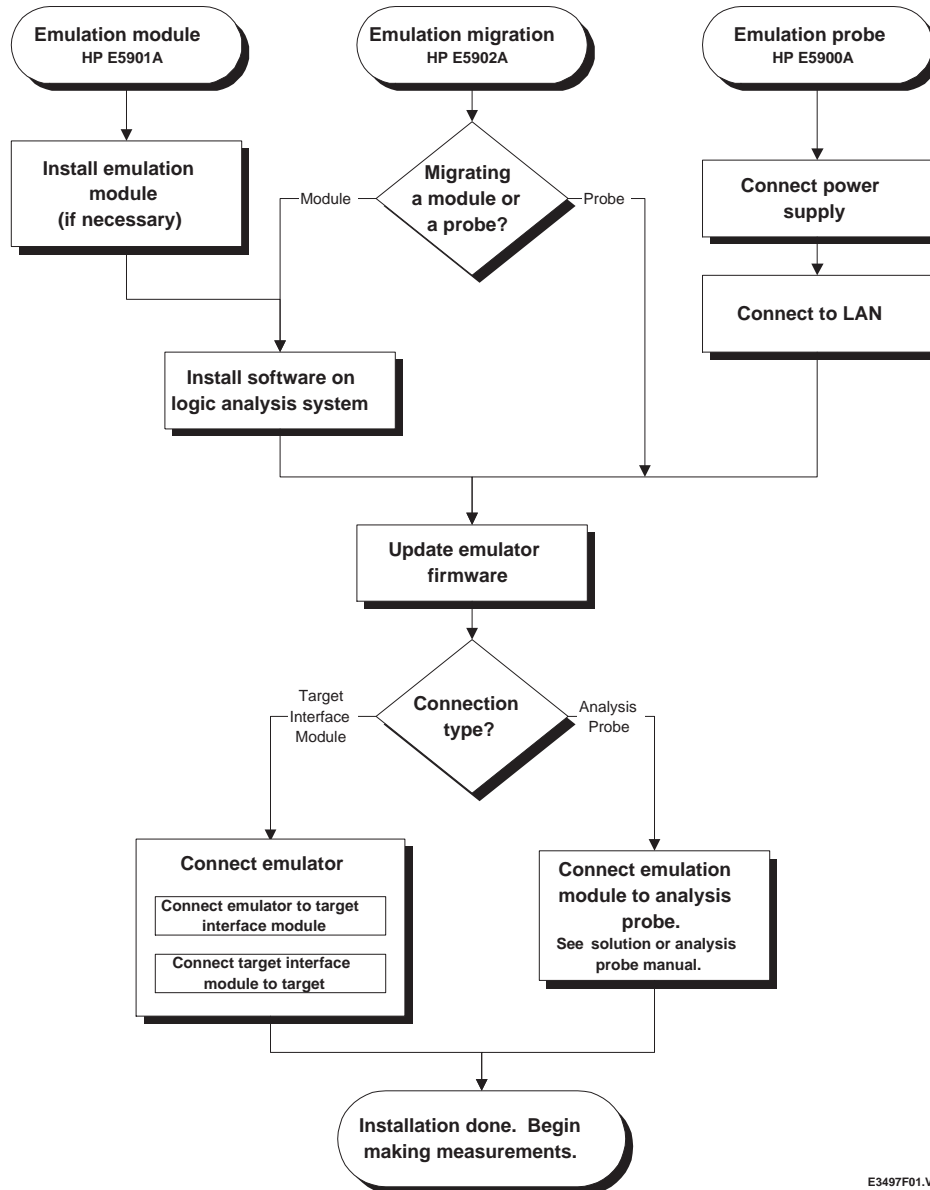 Emulation module
HP E5901A
Emulation migration
HP E5902A
Emulation probe
HP E5900A
Install emulation
module
(if necessary)
Module
Migrating
a module or
a probe?
Probe
Connect power
supply
Connect to LAN
Install software on
logic analysis system
Update emulator
firmware
Target
Interface
Module
Connection
type?
Analysis
Probe
Connect emulator
Connect emulator to target
interface module
Connect target interface
module to target
Connect emulation
module to analysis
probe.
See solution or analysis
probe manual.
Installation done. Begin
making measurements.